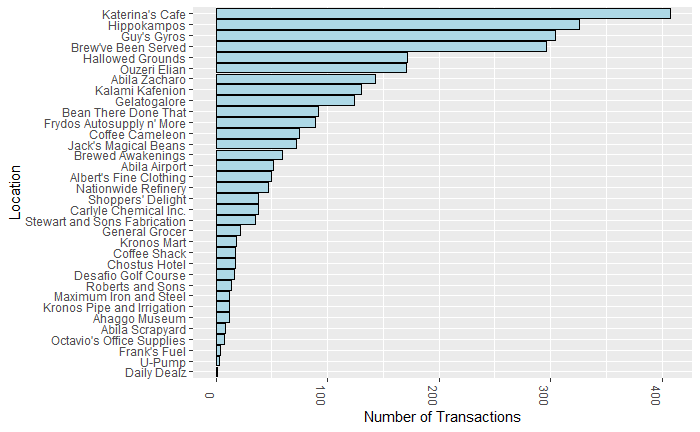 Katerina's Cafe
Hippokampos
Guy's Gyros
Brew've Been Served
Hallowed Grounds
Ouzeri Elian
Abila Zacharo
Kalami Kafenion
Gelatogalore
Bean There Done That
Frydos Autosupply n' More
Coffee Cameleon
Jack's Magical Beans
Brewed Awakenings
Abila Airport
Albert's Fine Clothing
Nationwide Refinery
Shoppers' Delight
Carlyle Chemical Inc.
Stewart and Sons Fabrication
General Grocer
Kronos Mart
Coffee Shack
Chostus Hotel
Desafio Golf Course
Roberts and Sons
Maximum Iron and Steel
Kronos Pipe and Irrigation
Ahaggo Museum
Abila Scrapyard
Octavio's Office Supplies
Frank's Fuel
U-Pump
Daily Dealz
Location
0 100 200 300 400
Number of Transactions